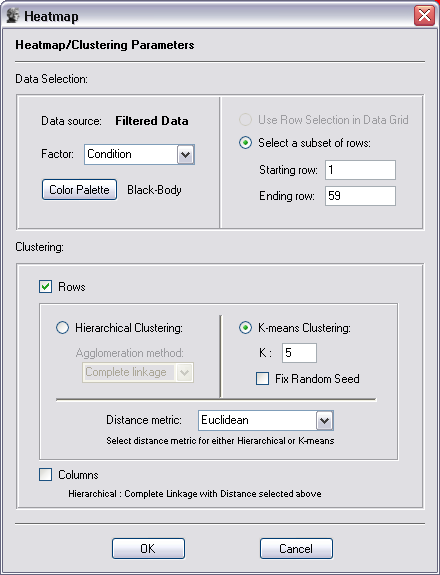 Heatmap
Heatmap/Clustering Parameters
Data Selection:
Data source: Filtered Data
Factor: Condition
Color Palette Black-Body
Use Row Selection in Data Grid
Select a subset of rows:
Starting row: 1
Ending row: 59
Clustering:
Rows
Hierarchical Clustering:
Agglomeration method:
Complete linkage
K-means Clustering:
K : 5
Fix Random Seed
Distance metric: Euclidean
Select distance metric for either Hierarchical or K-means
Columns
Hierarchical : Complete Linkage with Distance selected above
OK Cancel